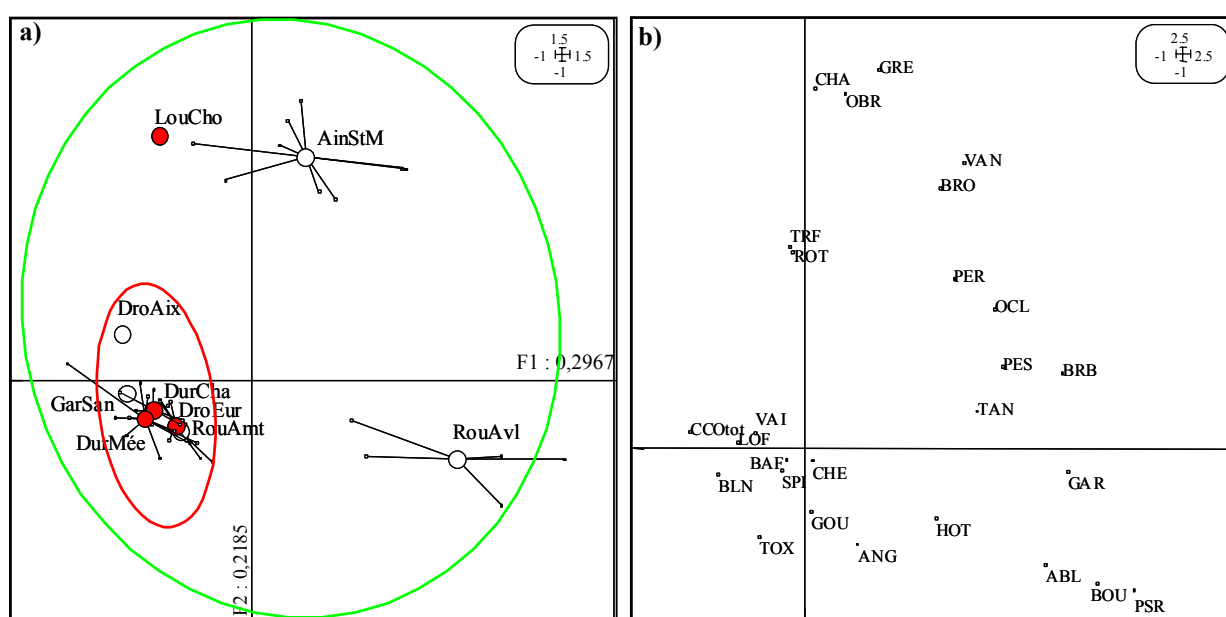 a)
1.5
-1 1.5
-1
LouCho
AinStM
DroAix
F1 : 0,2967
GarSan
DurCha
DroEur
RouAmt
DurMée
RouAvl
F2 : 0,2185
b)
2.5
-1 2.5
-1
GRE
CHA
OBR
VAN
BRO
TRF
ROT
PER
OCL
PES
BRB
TAN
VAI
CCOtot
LOF
BAF
CHE
SPI
BLN
GAR
GOU
HOT
TOX
ANG
ABL
BOU
PSR